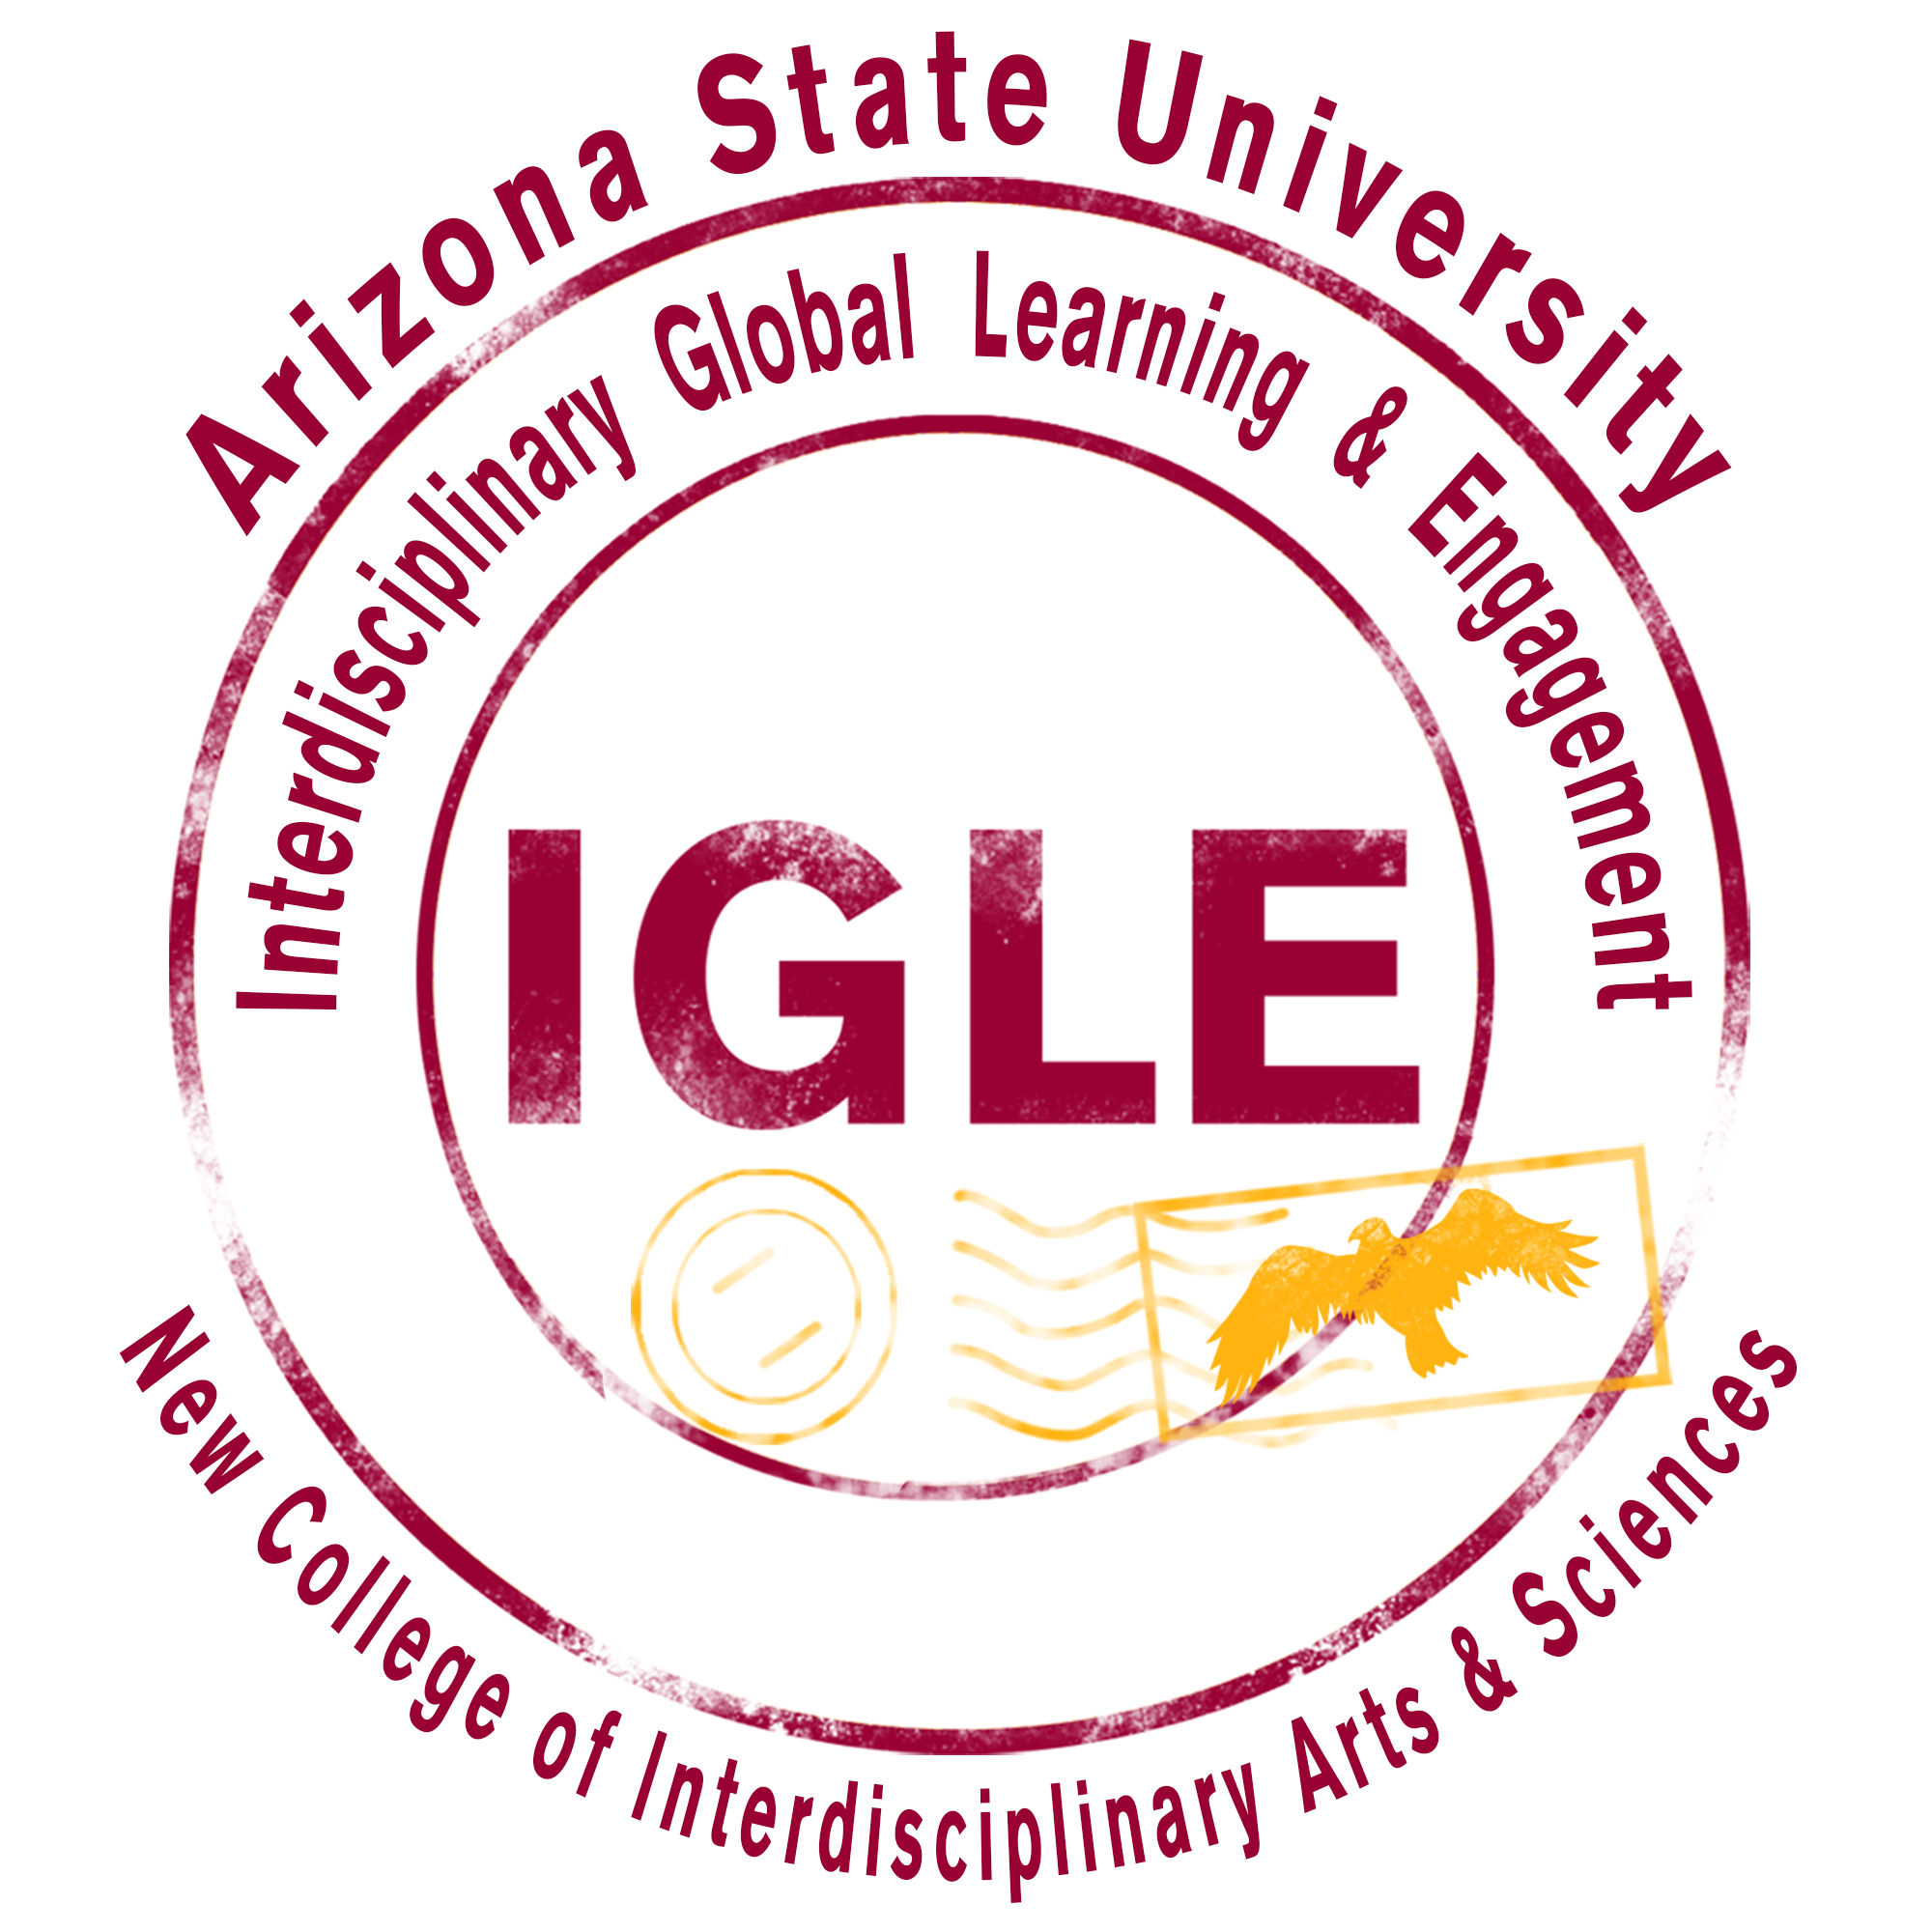 Arizona State University
Interdisciplinary Global Learning & Engagement
IGLE
New College of Interdisciplinary Arts & Sciences